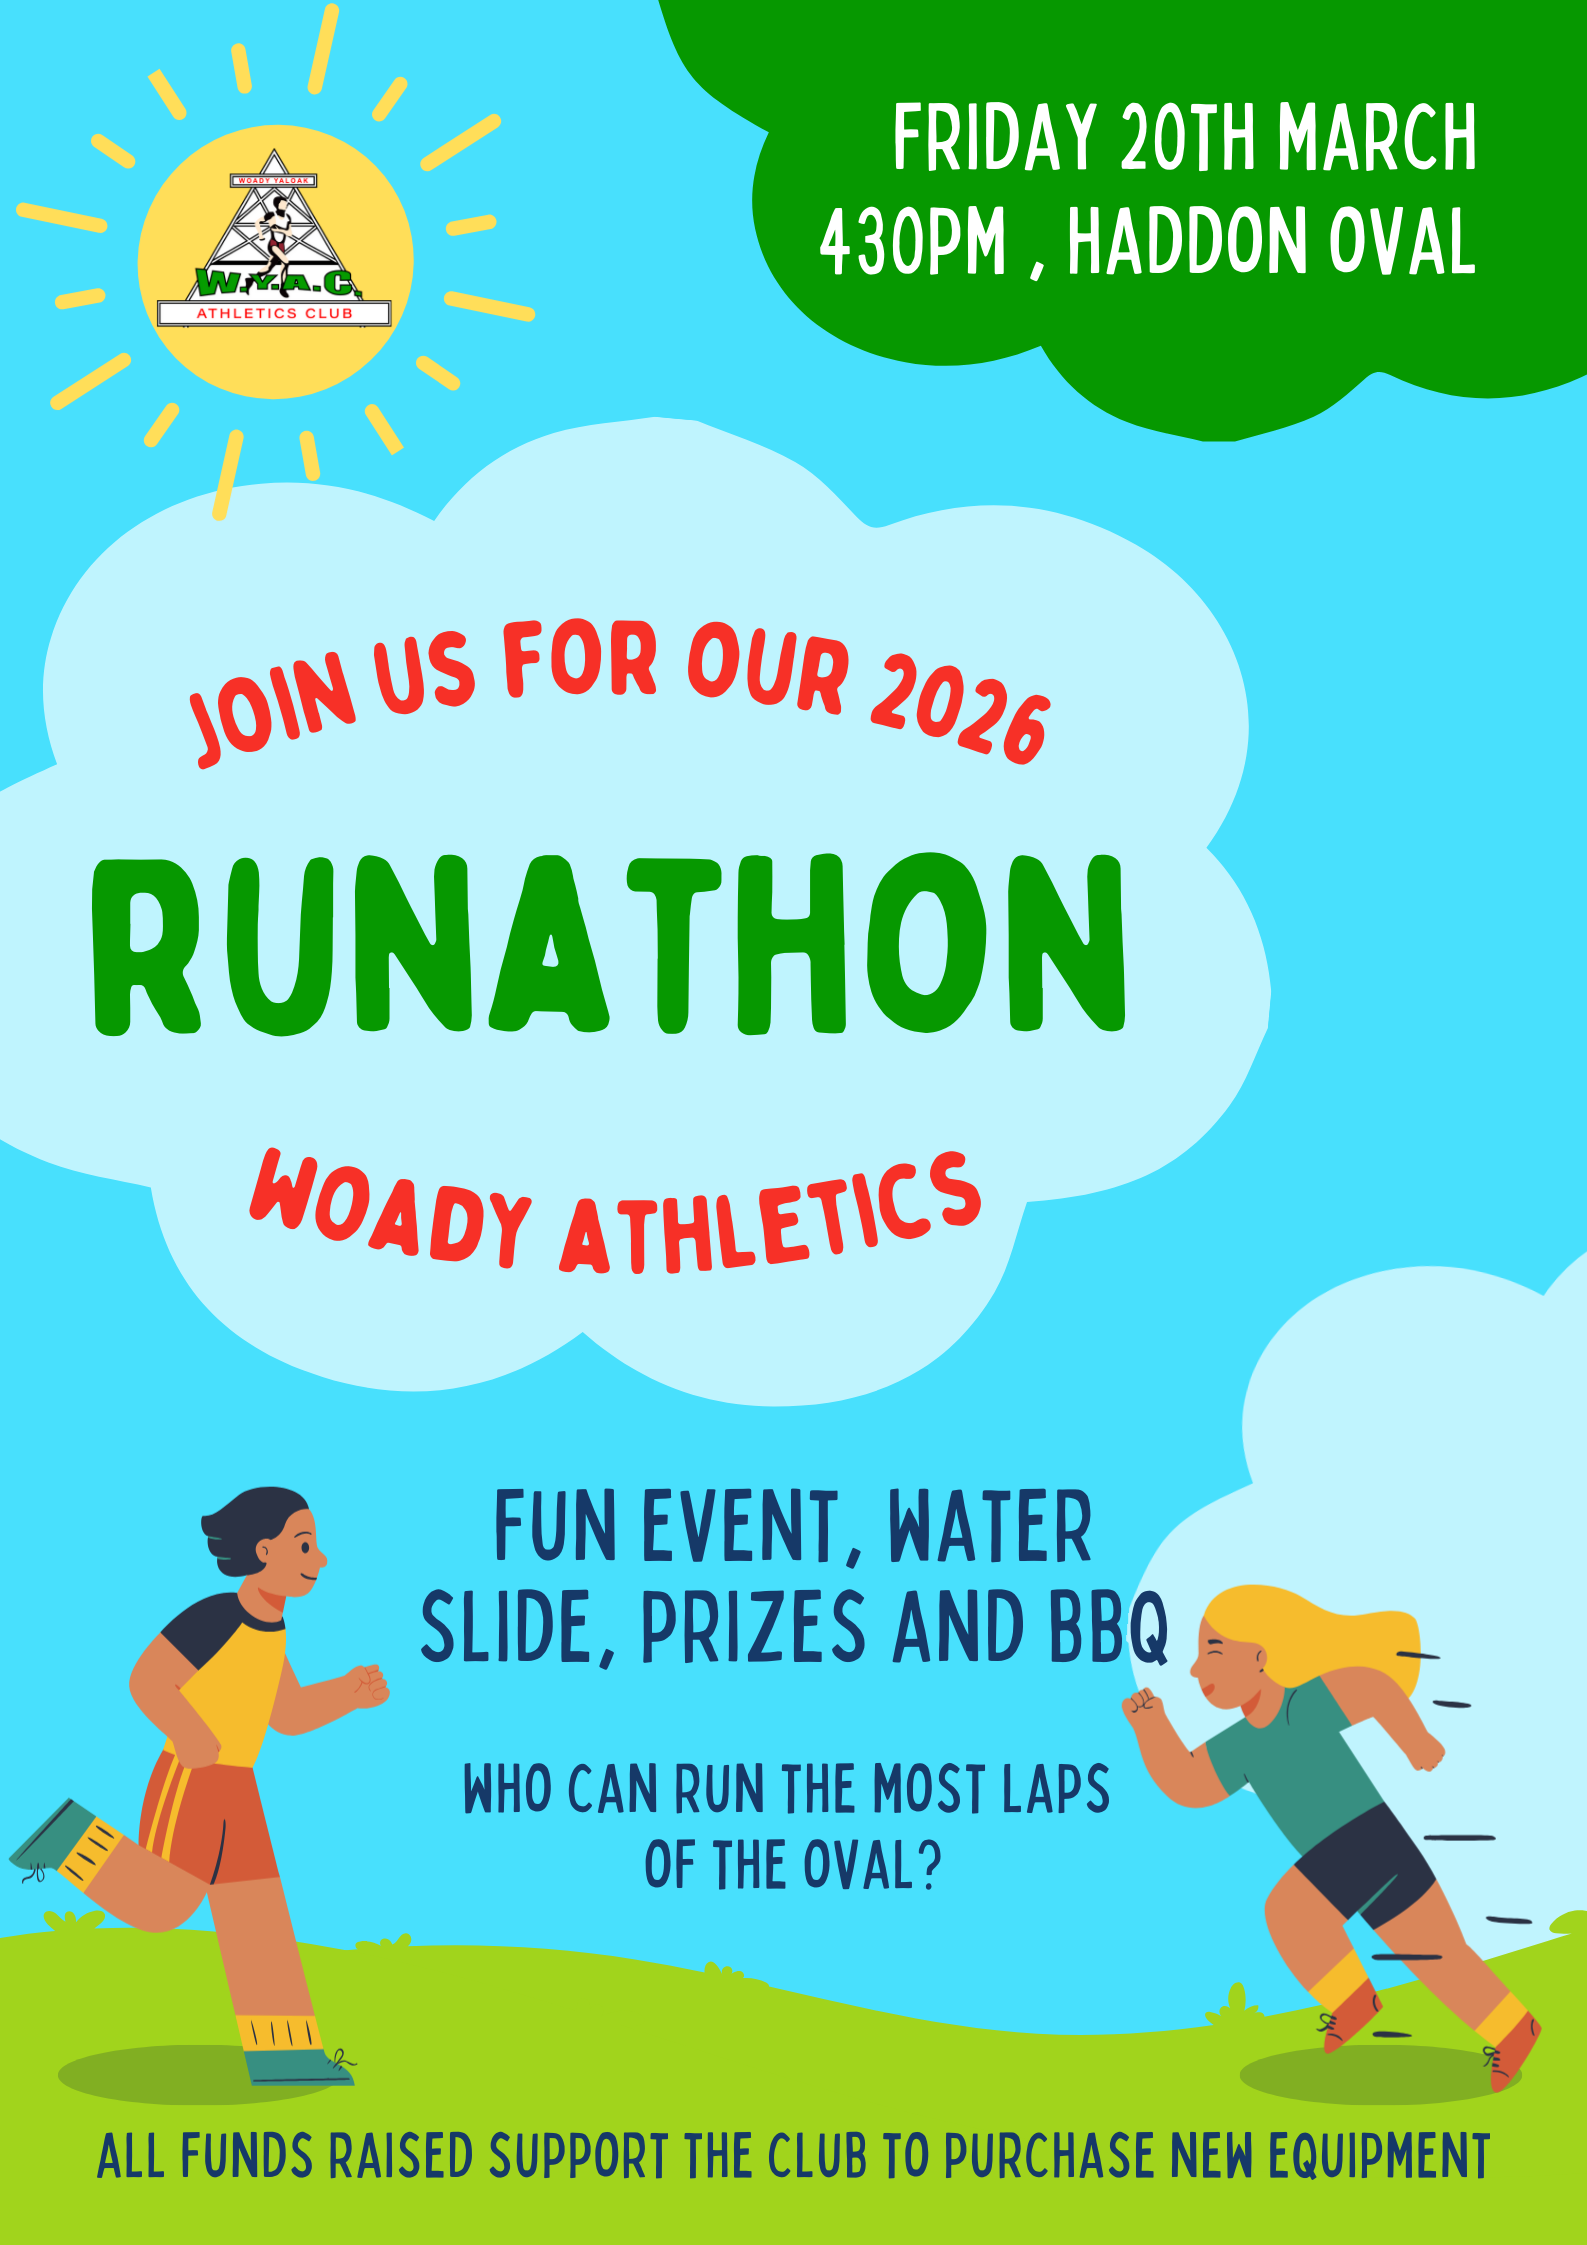 WOADY YALOAK
W.Y.A.C.
ATHLETICS CLUB
FRIDAY 20TH MARCH
430PM , HADDON OVAL
JOIN US FOR OUR 2026
RUNATHON
WOADY ATHLETICS
FUN EVENT, WATER
SLIDE, PRIZES AND BBQ
WHO CAN RUN THE MOST LAPS
OF THE OVAL?
ALL FUNDS RAISED SUPPORT THE CLUB TO PURCHASE NEW EQUIPMENT